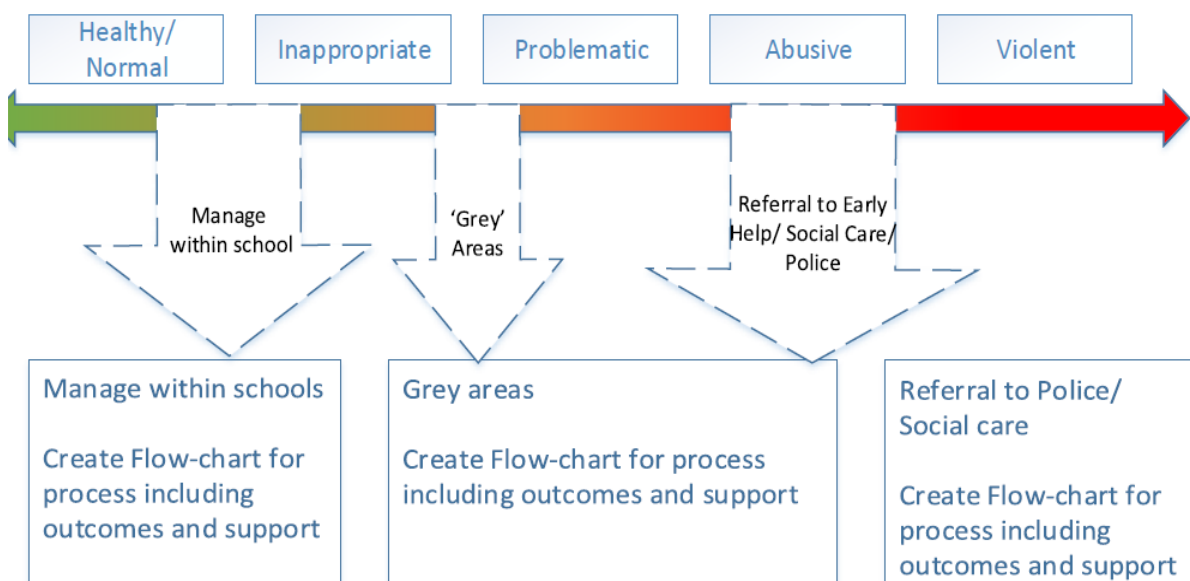 Healthy/
Normal
Inappropriate
Problematic
Abusive
Violent
Manage
within school
‘Grey’
Areas
Referral to Early
Help/ Social Care/
Police
Manage within schools
Create Flow-chart for
process including
outcomes and support
Grey areas
Create Flow-chart for process
including outcomes and support
Referral to Police/
Social care
Create Flow-chart for
process including
outcomes and support